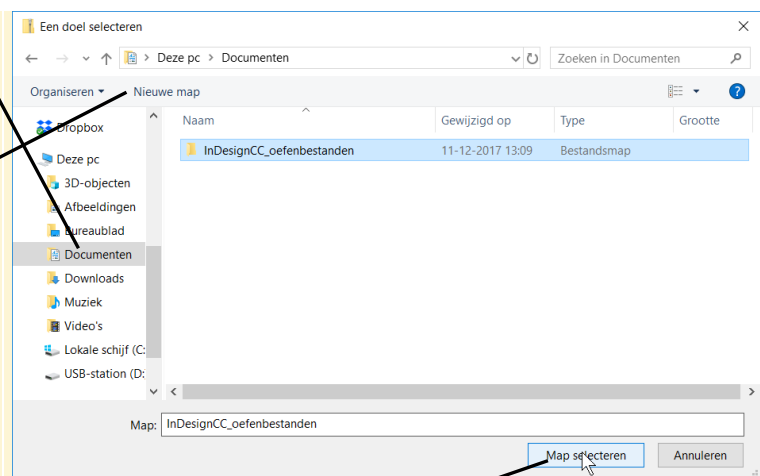 Een doel selecteren
Deze pc > Documenten
Zoeken in Documenten
Organiseren
Nieuwe map
?
Naam
Gewijzigd op
Type
Grootte
Dropbox
Deze pc
3D-objecten
Afbeeldingen
Bureaublad
Documenten
Downloads
Muziek
Video's
Lokale schijf (C:
USB-station (D:
InDesignCC_oefenbestanden
11-12-2017 13:09
Bestandsmap
Map: InDesignCC_oefenbestanden
Map selecteren
Annuleren